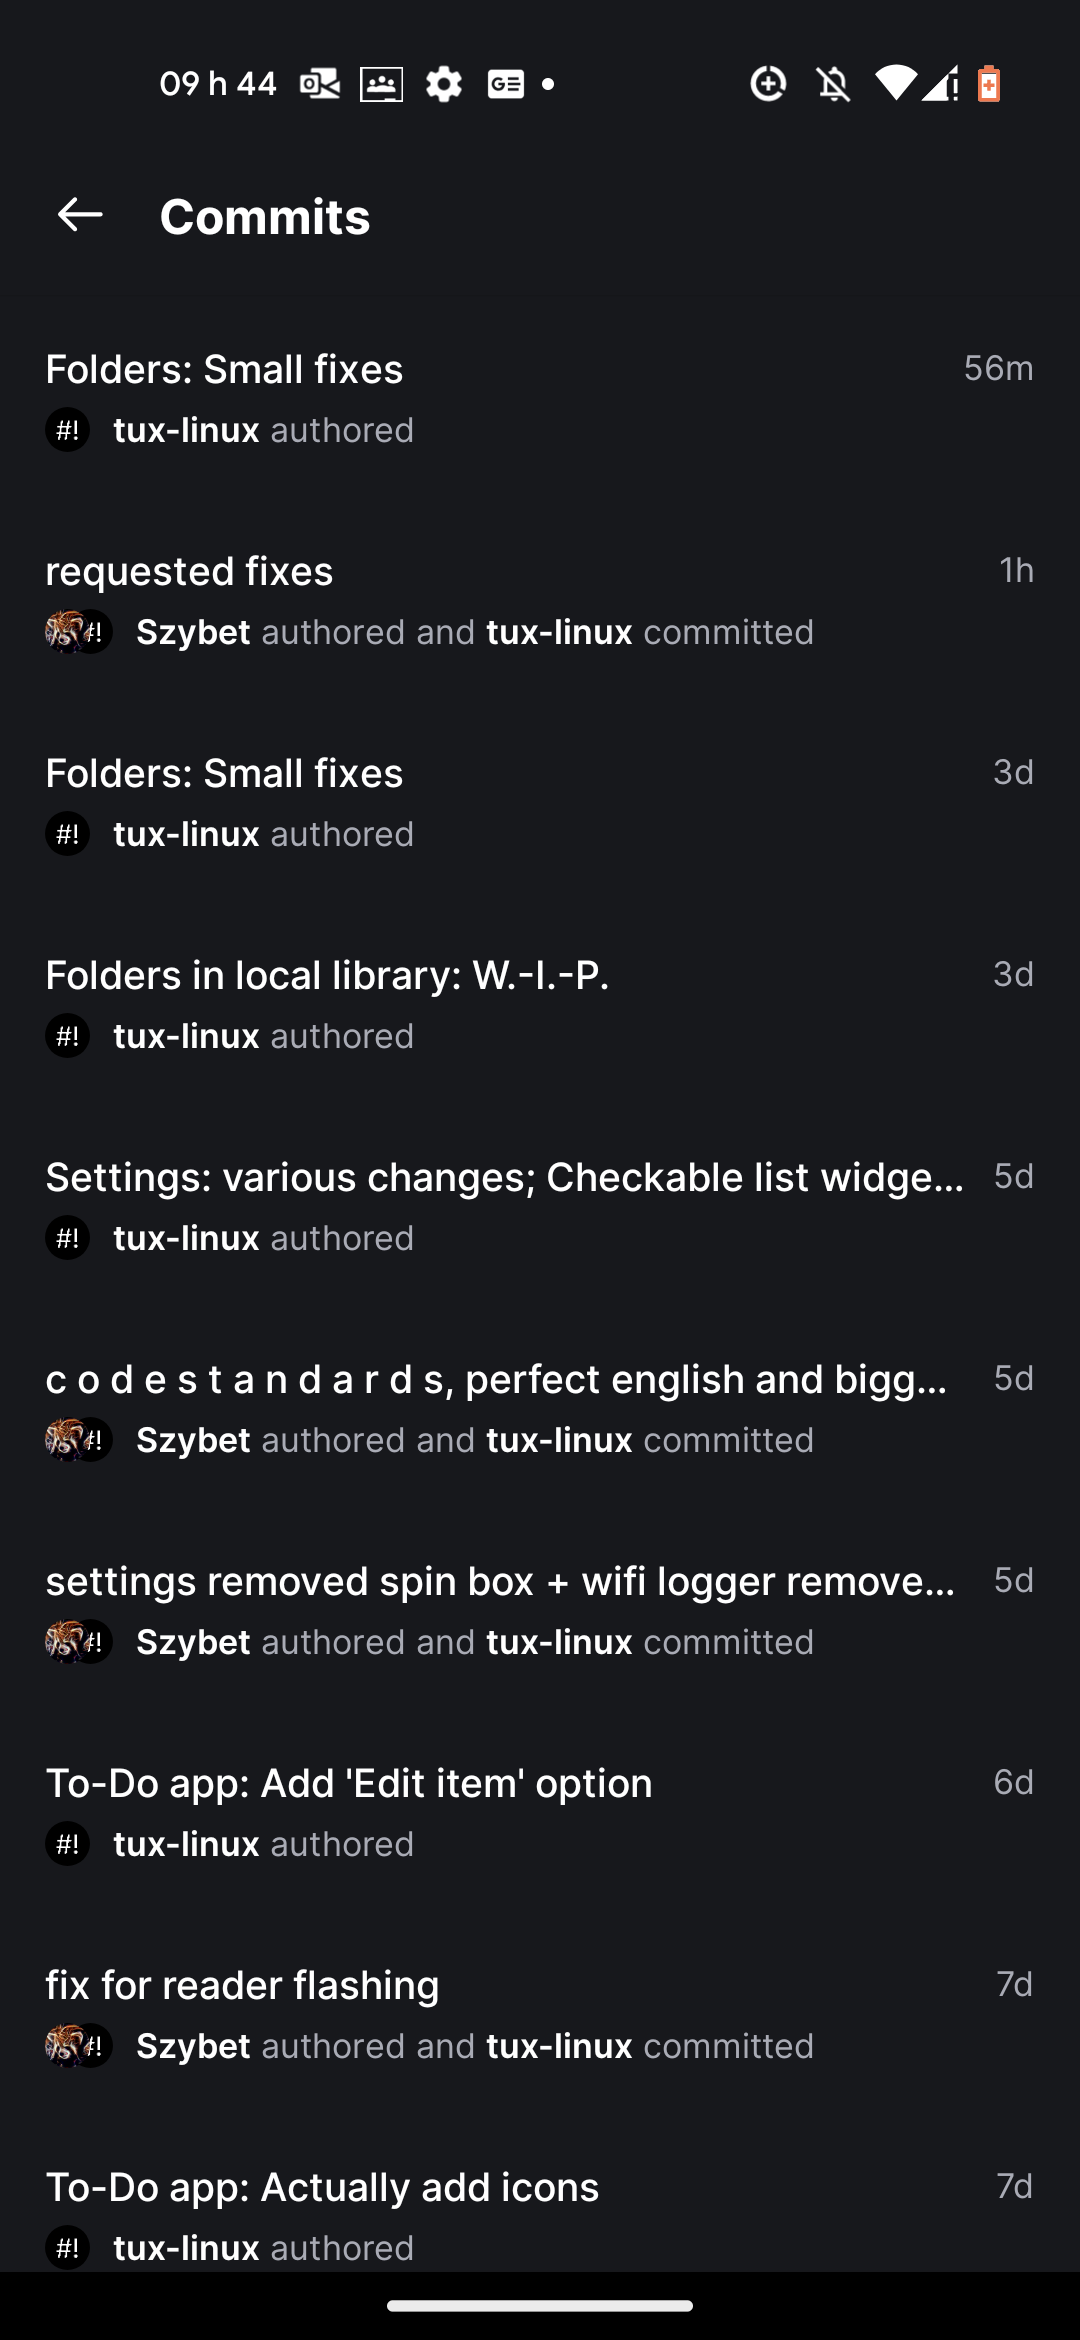 09 h 44
Commits
Folders: Small fixes 56m
#! tux-linux authored
requested fixes 1h
#! Szybet authored and tux-linux committed
Folders: Small fixes 3d
#! tux-linux authored
Folders in local library: W.-I.-P. 3d
#! tux-linux authored
Settings: various changes; Checkable list widge... 5d
#! tux-linux authored
c o d e s t a n d a r d s, perfect english and bigg... 5d
#! Szybet authored and tux-linux committed
settings removed spin box + wifi logger remove... 5d
#! Szybet authored and tux-linux committed
To-Do app: Add 'Edit item' option 6d
#! tux-linux authored
fix for reader flashing 7d
#! Szybet authored and tux-linux committed
To-Do app: Actually add icons 7d
#! tux-linux authored